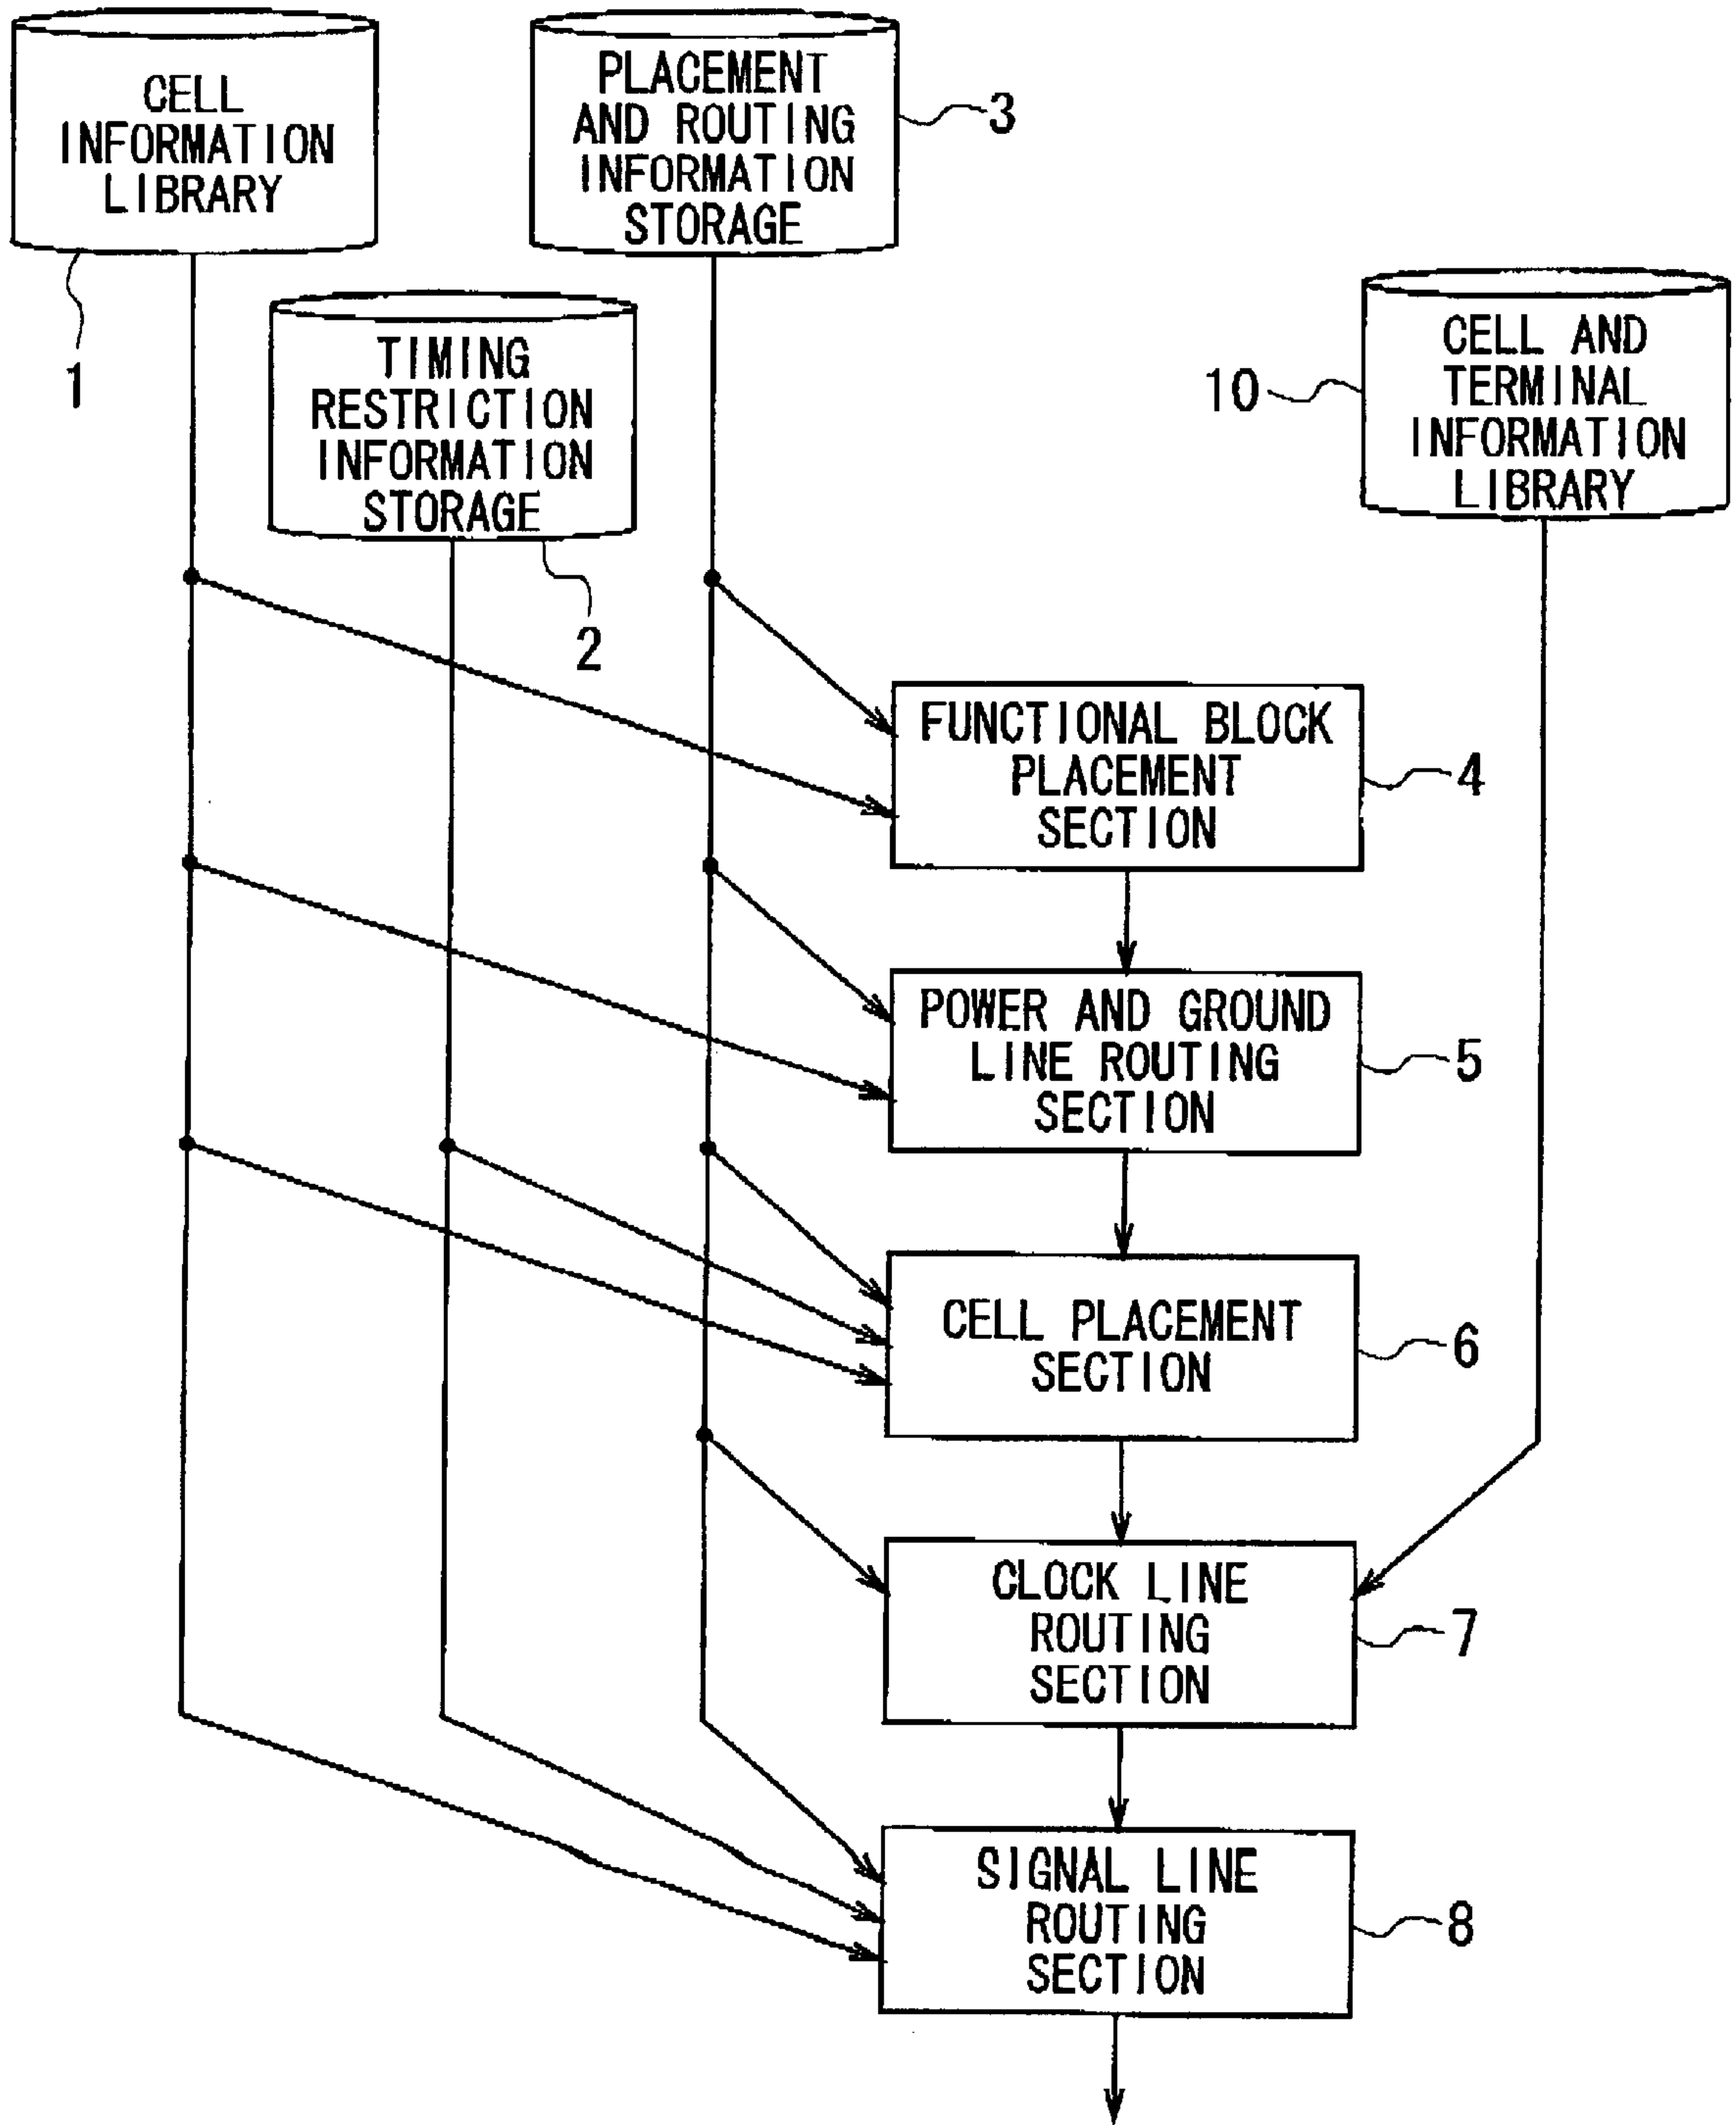 CELL
INFORMATION
LIBRARY
1
PLACEMENT
AND ROUTING
INFORMATION
STORAGE
3
TIMING
RESTRICTION
INFORMATION
STORAGE
2
CELL AND
TERMINAL
INFORMATION
LIBRARY
10
FUNCTIONAL BLOCK
PLACEMENT
SECTION
4
POWER AND GROUND
LINE ROUTING
SECTION
5
CELL PLACEMENT
SECTION
6
CLOCK LINE
ROUTING
SECTION
7
SIGNAL LINE
ROUTING
SECTION
8